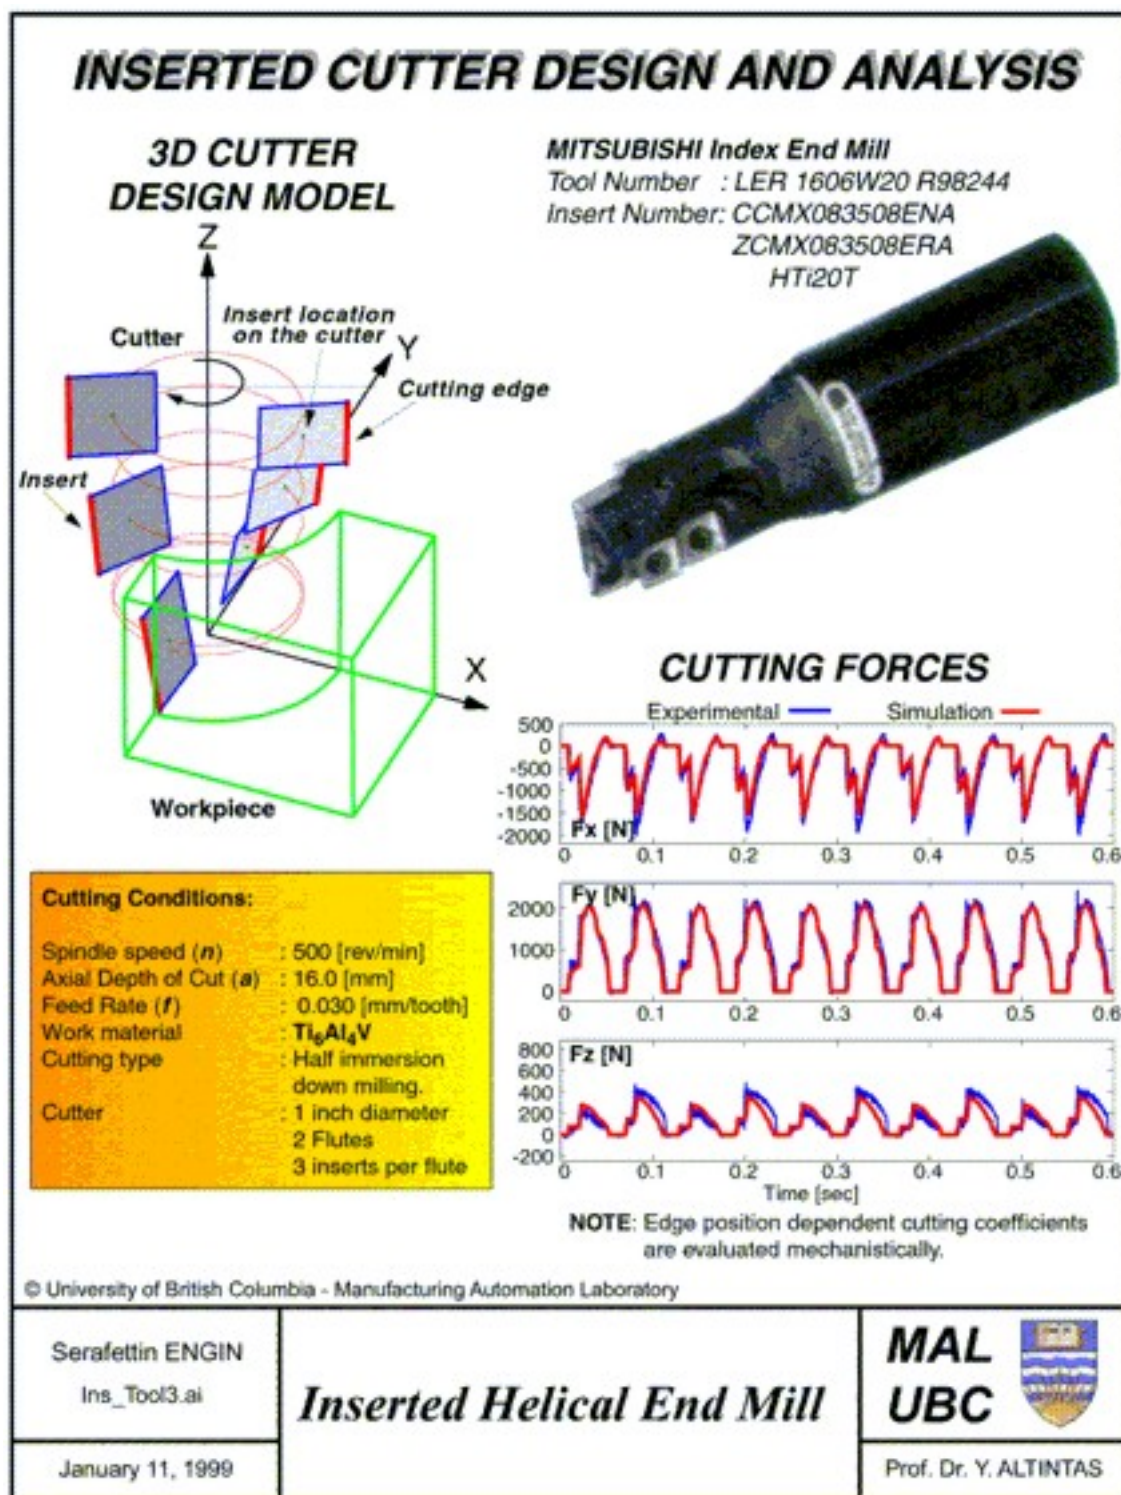 INSERTED CUTTER DESIGN AND ANALYSIS
3D CUTTER
DESIGN MODEL
MITSUBISHI Index End Mill
Tool Number : LER 1606W20 R98244
Insert Number: CCMX083508ENA
ZCMX083508ERA
HTi20T
Z
Cutter
Insert location
on the cutter
Y
Cutting edge
Insert
X
Workpiece
CUTTING FORCES
Experimental
Simulation
500
0
-500
-1000
-1500
-2000
Fx [N]
0 0.1 0.2 0.3 0.4 0.5 0.6
Fy [N]
2000
1000
0
0 0.1 0.2 0.3 0.4 0.5 0.6
800
600
400
200
0
-200
Fz [N]
0 0.1 0.2 0.3 0.4 0.5 0.6
Time [sec]
NOTE: Edge position dependent cutting coefficients
are evaluated mechanistically.
Cutting Conditions:
Spindle speed (n) : 500 [rev/min]
Axial Depth of Cut (a) : 16.0 [mm]
Feed Rate (f) : 0.030 [mm/tooth]
Work material : Ti6Al4V
Cutting type : Half immersion
down milling.
Cutter : 1 inch diameter
2 Flutes
3 inserts per flute
© University of British Columbia - Manufacturing Automation Laboratory
Serafettin ENGIN
Ins_Tool3.ai
January 11, 1999
Inserted Helical End Mill
MAL
UBC
Prof. Dr. Y. ALTINTAS